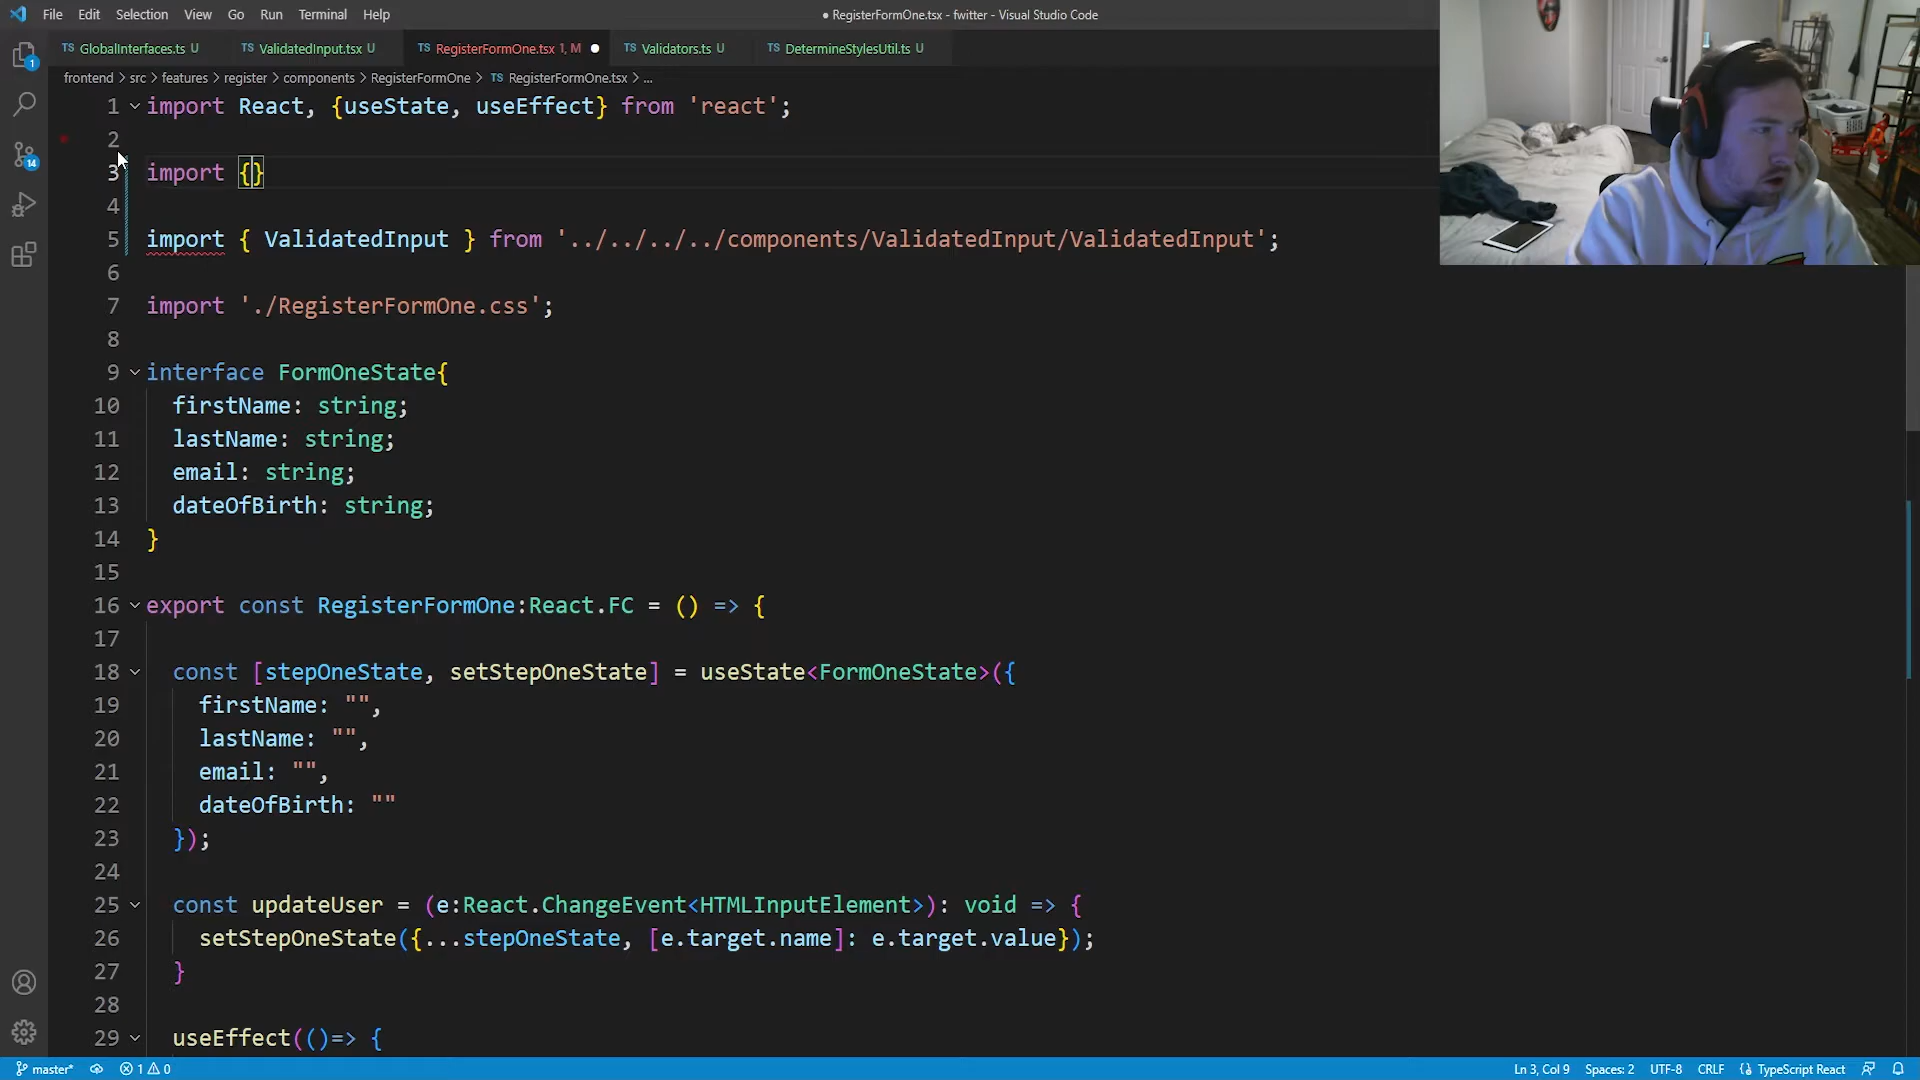 File Edit Selection View Go Run Terminal Help
● RegisterFormOne.tsx - fwitter - Visual Studio Code
TS GlobalInterfaces.ts U TS ValidatedInput.tsx U TS RegisterFormOne.tsx 1, M ● TS Validators.ts U TS DetermineStylesUtil.ts U
frontend > src > features > register > components > RegisterFormOne > TS RegisterFormOne.tsx > ...
1 import React, {useState, useEffect} from 'react';
2
3 import {}
4
5 import { ValidatedInput } from '../../../../components/ValidatedInput/ValidatedInput';
6
7 import './RegisterFormOne.css';
8
9 interface FormOneState{
10 firstName: string;
11 lastName: string;
12 email: string;
13 dateOfBirth: string;
14 }
15
16 export const RegisterFormOne:React.FC = () => {
17
18 const [stepOneState, setStepOneState] = useState<FormOneState>({
19 firstName: "",
20 lastName: "",
21 email: "",
22 dateOfBirth: ""
23 });
24
25 const updateUser = (e:React.ChangeEvent<HTMLInputElement>): void => {
26 setStepOneState({...stepOneState, [e.target.name]: e.target.value});
27 }
28
29 useEffect(()=> {
1
14
master* 1 0 Ln 3, Col 9 Spaces: 2 UTF-8 CRLF {} TypeScript React